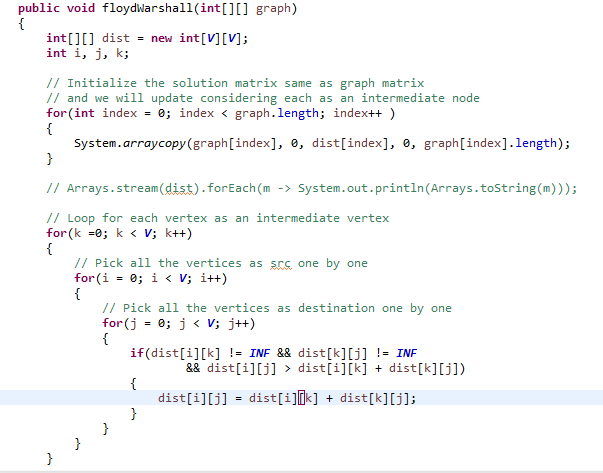 public void floydWarshall(int[][] graph)
{
    int[][] dist = new int[V][V];
    int i, j, k;

    // Initialize the solution matrix same as graph matrix
    // and we will update considering each as an intermediate node
    for(int index = 0; index < graph.length; index++ )
    {
        System.arraycopy(graph[index], 0, dist[index], 0, graph[index].length);
    }

    // Arrays.stream(dist).forEach(m -> System.out.println(Arrays.toString(m)));

    // Loop for each vertex as an intermediate vertex
    for(k =0; k < V; k++)
    {
        // Pick all the vertices as src one by one
        for(i = 0; i < V; i++)
        {
            // Pick all the vertices as destination one by one
            for(j = 0; j < V; j++)
            {
                if(dist[i][k] != INF && dist[k][j] != INF
                        && dist[i][j] > dist[i][k] + dist[k][j])
                {
                    dist[i][j] = dist[i][k] + dist[k][j];
                }
            }
        }
    }